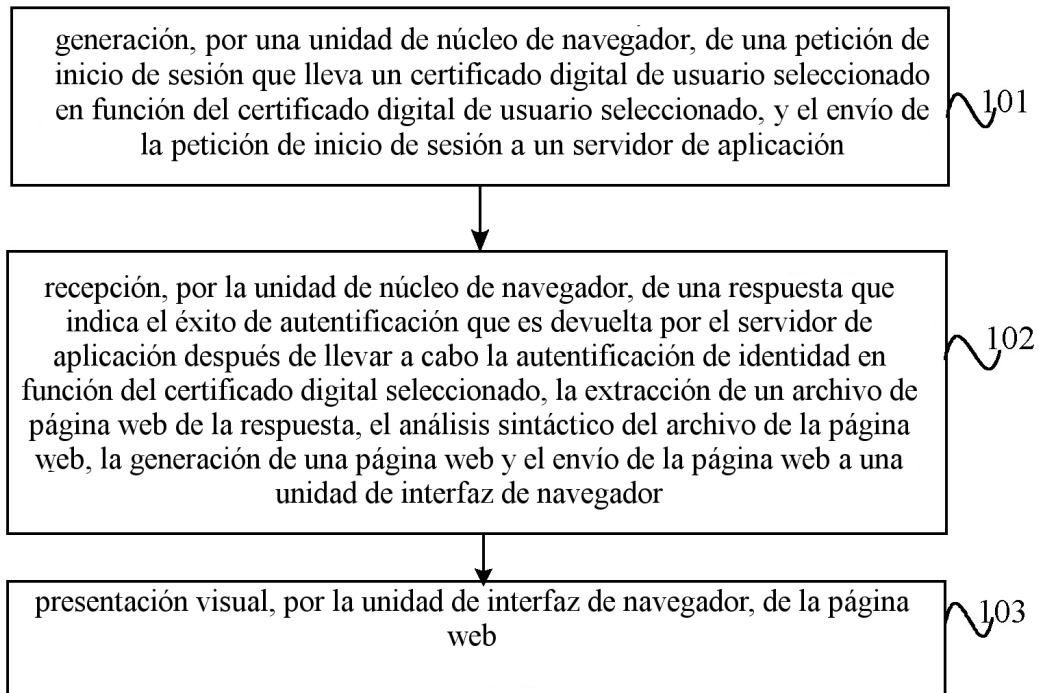 generación, por una unidad de núcleo de navegador, de una petición de
inicio de sesión que lleva un certificado digital de usuario seleccionado
en función del certificado digital de usuario seleccionado, y el envío de
la petición de inicio de sesión a un servidor de aplicación
101
recepción, por la unidad de núcleo de navegador, de una respuesta que
indica el éxito de autentificación que es devuelta por el servidor de
aplicación después de llevar a cabo la autentificación de identidad en
función del certificado digital seleccionado, la extracción de un archivo de
página web de la respuesta, el análisis sintáctico del archivo de la página
web, la generación de una página web y el envío de la página web a una
unidad de interfaz de navegador
102
presentación visual, por la unidad de interfaz de navegador, de la página
web
103